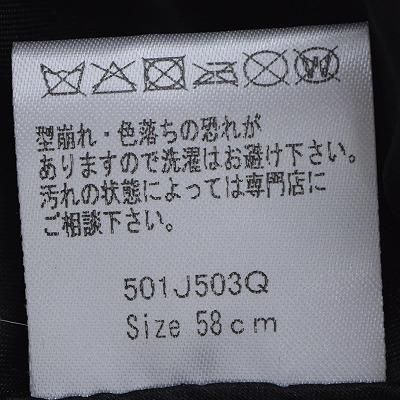 型崩れ・色落ちの恐れが
ありますので洗濯はお避け下さい。
汚れの状態によっては専門店に
ご相談下さい。
501J503Q
Size 58cm